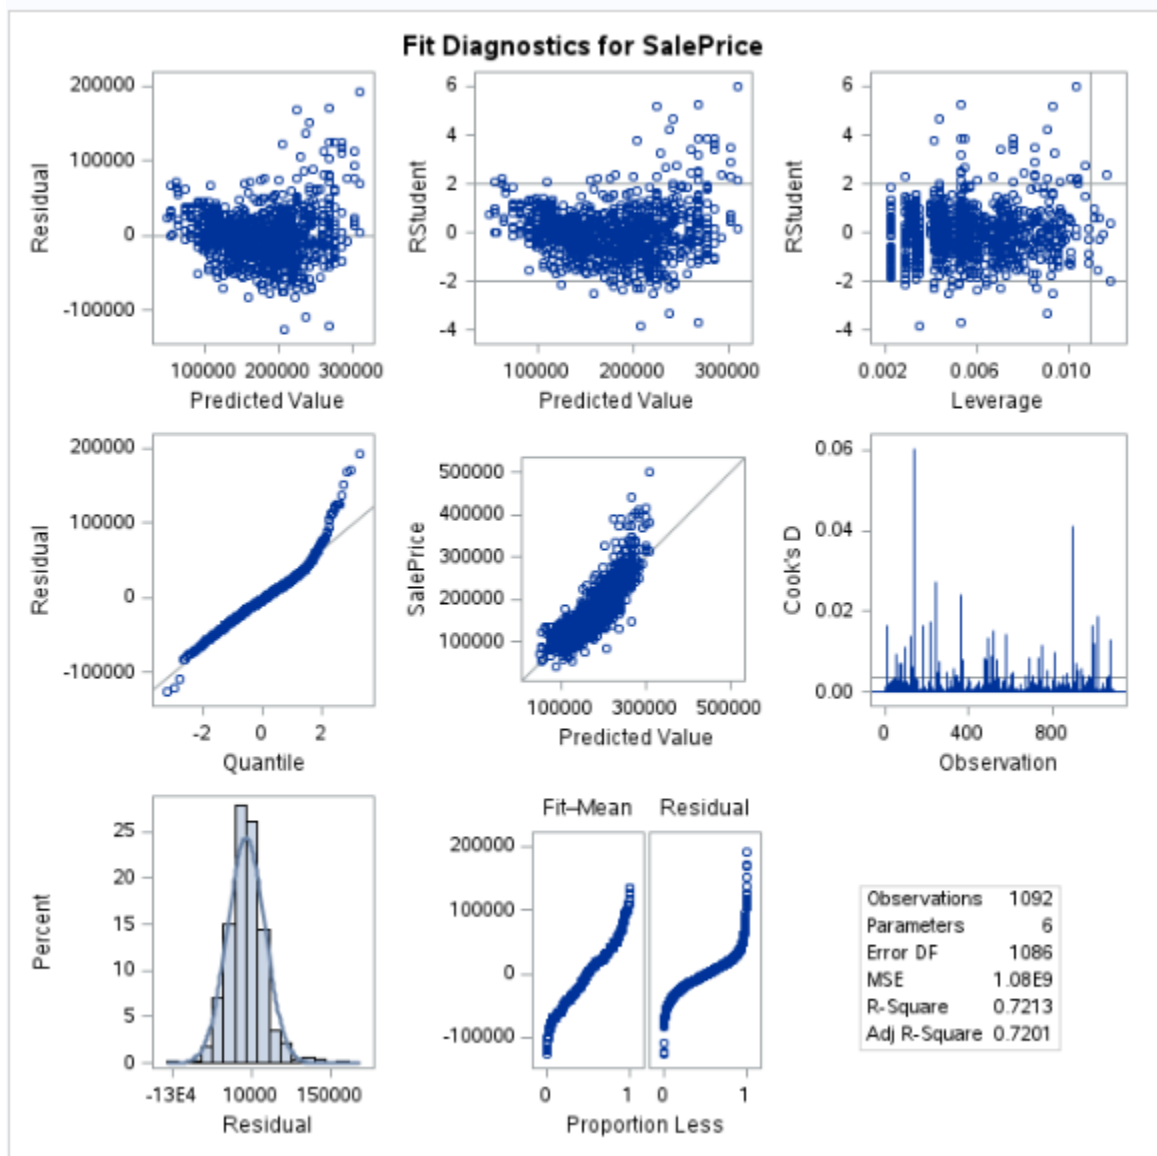 Fit Diagnostics for SalePrice
Residual
200000
100000
0
-100000
100000 200000 300000
Predicted Value
RStudent
6
4
2
0
-2
-4
100000 200000 300000
Predicted Value
RStudent
6
4
2
0
-2
-4
0.002 0.006 0.010
Leverage
Residual
200000
100000
0
-100000
-2 0 2
Quantile
SalePrice
500000
400000
300000
200000
100000
100000 300000 500000
Predicted Value
Cook's D
0.06
0.04
0.02
0.00
0 400 800
Observation
Percent
25
20
15
10
5
0
-13E4 10000 150000
Residual
Fit–Mean Residual
200000
100000
0
-100000
0 1 0 1
Proportion Less
Observations 1092
Parameters 6
Error DF 1086
MSE 1.08E9
R-Square 0.7213
Adj R-Square 0.7201